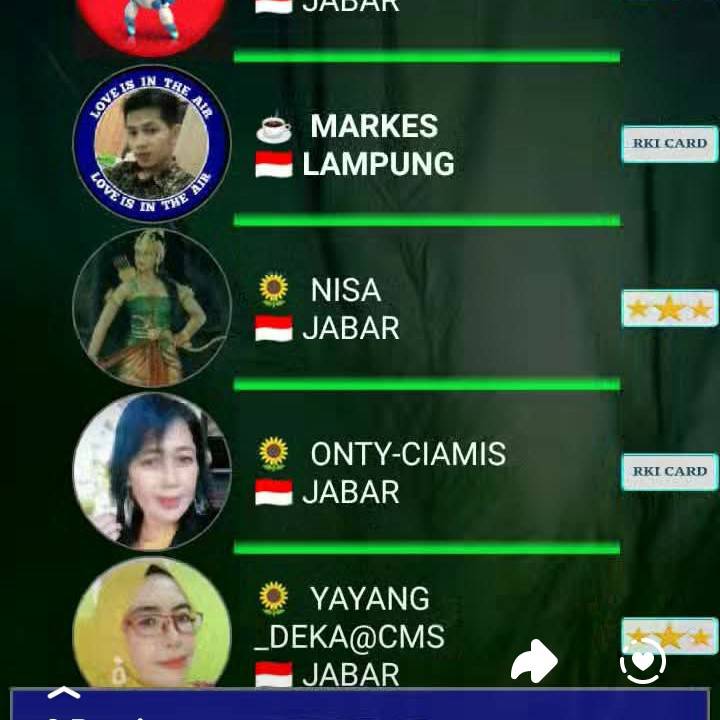 JABAR
LOVE IS IN THE AIR
LOVE IS IN THE AIR
MARKES
LAMPUNG
RKI CARD
NISA
JABAR
ONTY-CIAMIS
JABAR
RKI CARD
YAYANG
_DEKA@CMS
JABAR